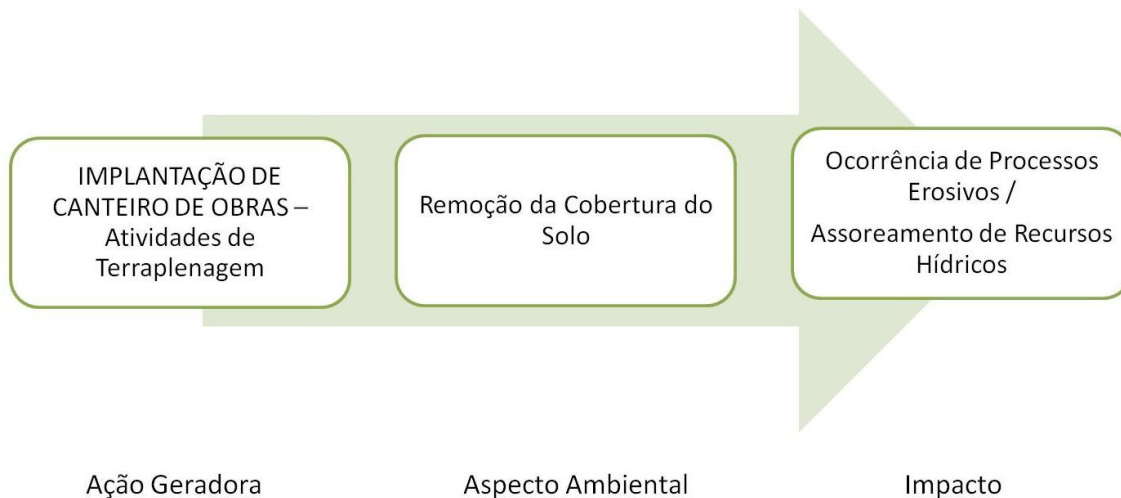 IMPLANTAÇÃO DE
CANTEIRO DE OBRAS –
Atividades de
Terraplenagem
Remoção da Cobertura do
Solo
Ocorrência de Processos
Erosivos /
Assoreamento de Recursos
Hídricos
Ação Geradora
Aspecto Ambiental
Impacto